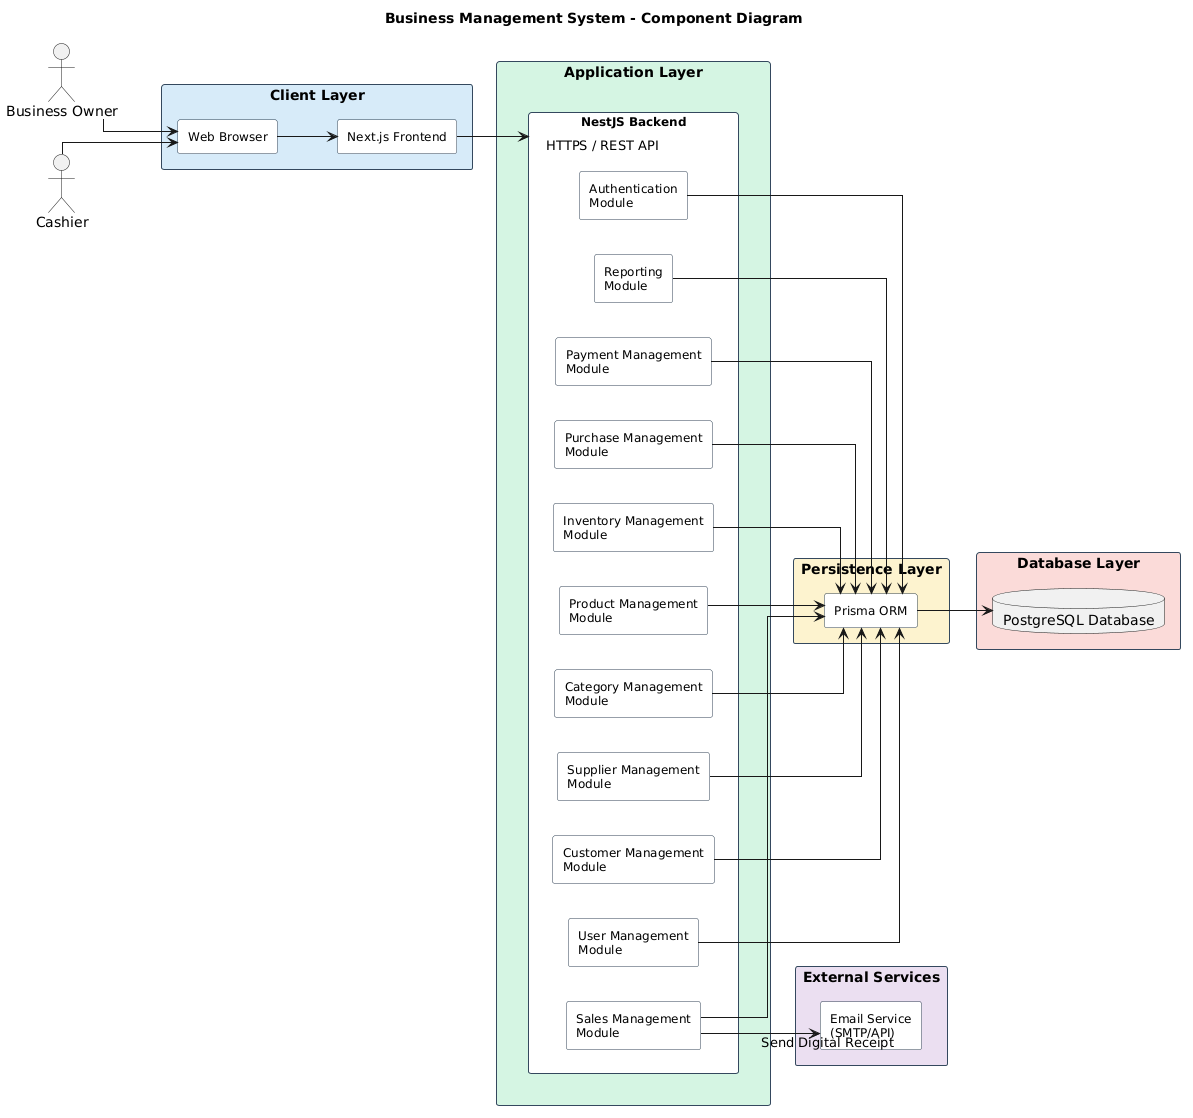 Business Management System - Component Diagram
Business Owner
Cashier
Client Layer
Web Browser
Next.js Frontend
Application Layer
NestJS Backend
HTTPS / REST API
Authentication
Module
Reporting
Module
Payment Management
Module
Purchase Management
Module
Inventory Management
Module
Product Management
Module
Category Management
Module
Supplier Management
Module
Customer Management
Module
User Management
Module
Sales Management
Module
Persistence Layer
Prisma ORM
Database Layer
PostgreSQL Database
External Services
Email Service
(SMTP/API)
Send Digital Receipt